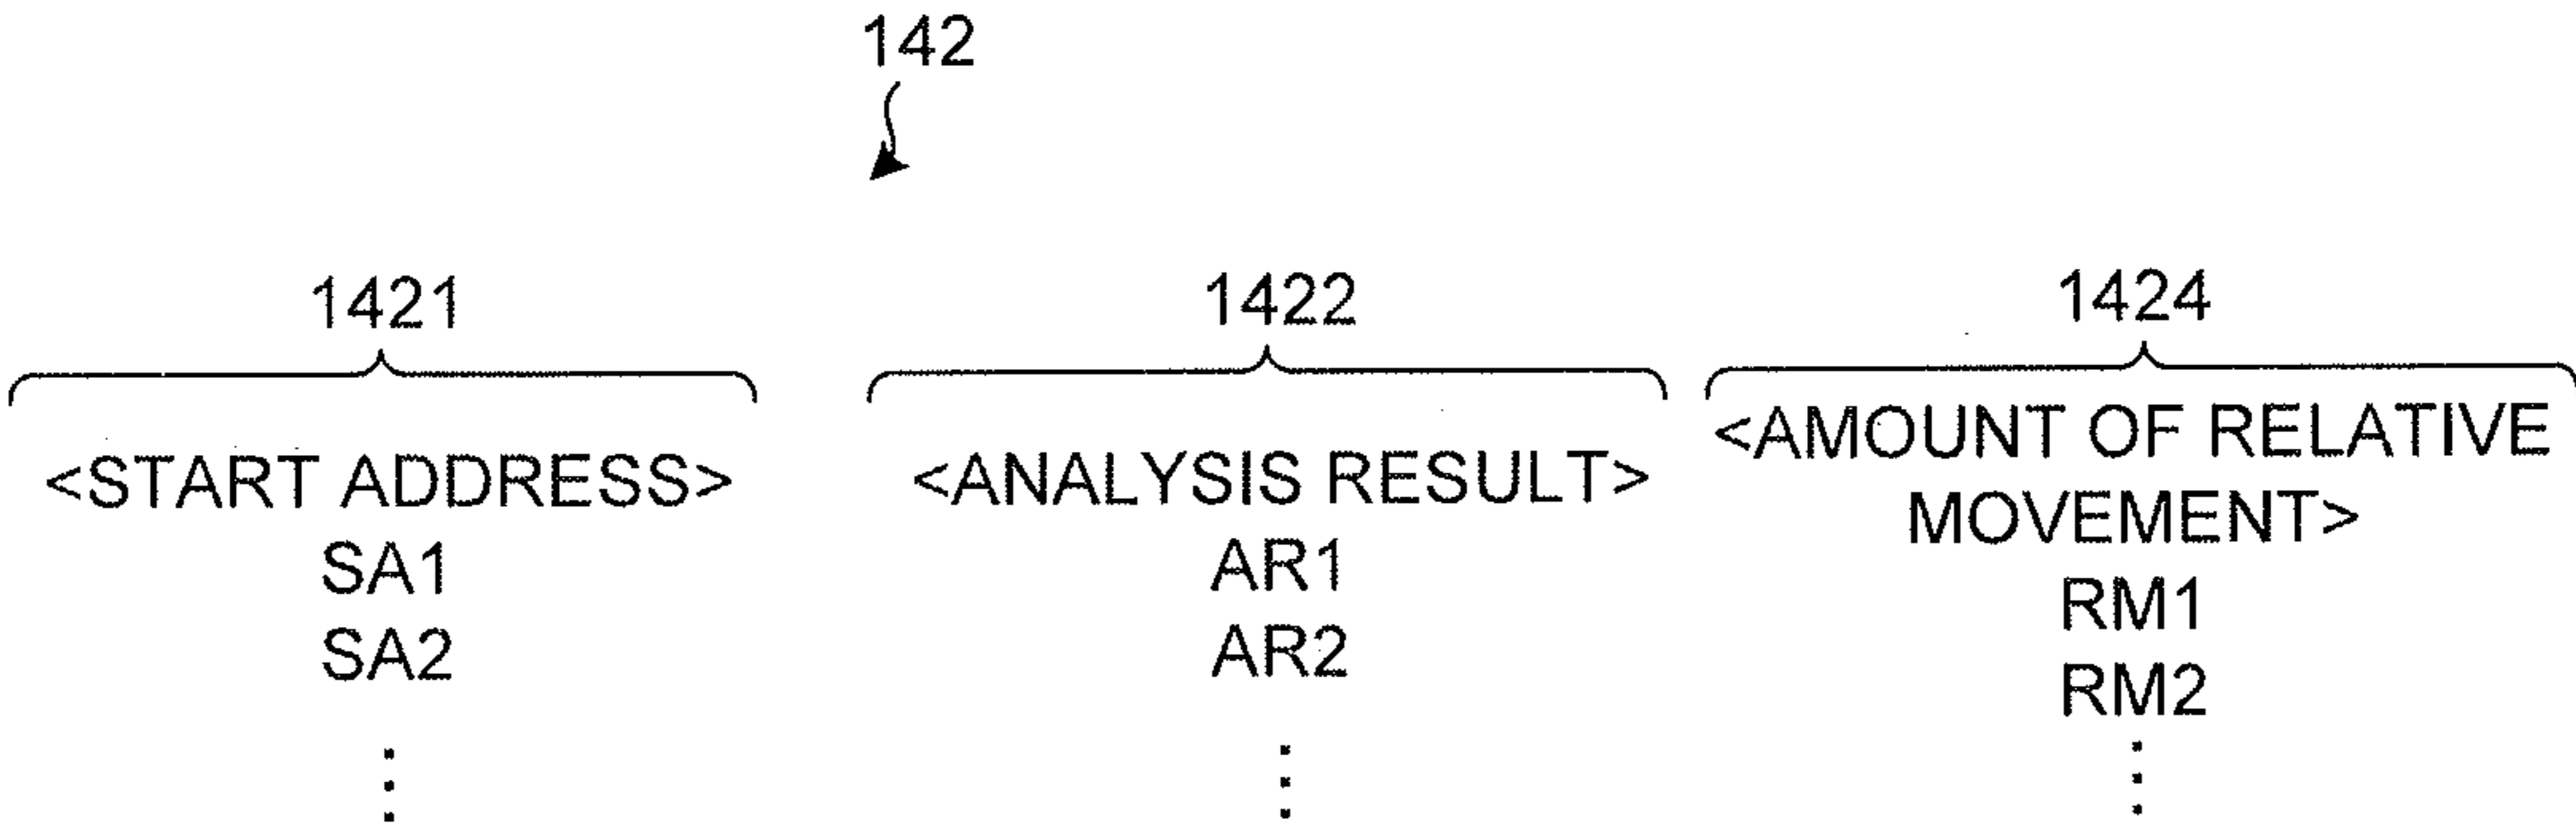 142
1421
<START ADDRESS>
SA1
SA2
1422
<ANALYSIS RESULT>
AR1
AR2
1424
<AMOUNT OF RELATIVE
MOVEMENT>
RM1
RM2